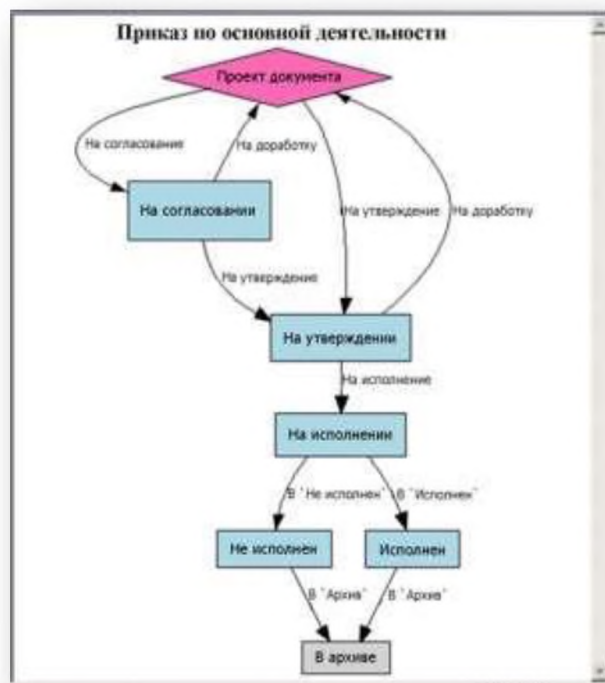 Приказ по основной деятельности
Проект документа
На согласование
На доработку
На согласовании
На утверждение
На доработку
На утверждение
На утверждении
На исполнение
На исполнении
В `Не исполнен`
В `Исполнен`
Не исполнен
Исполнен
В `Архив`
В `Архив`
В архиве